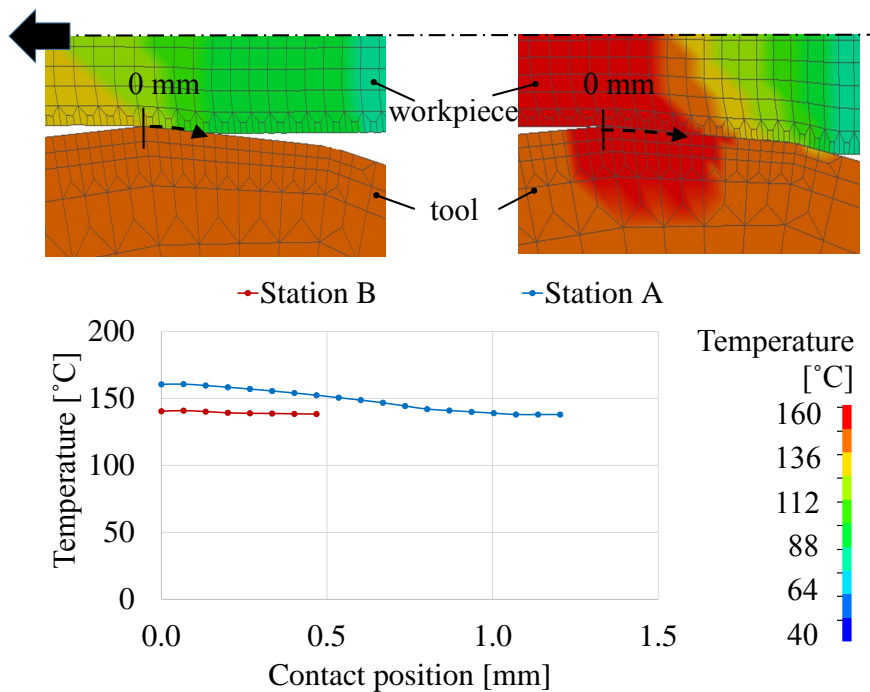 0 mm
0 mm
workpiece
tool
Station B
Station A
200
150
100
50
0
Temperature [˚C]
0.0
0.5
1.0
1.5
Contact position [mm]
Temperature
[˚C]
160
136
112
88
64
40